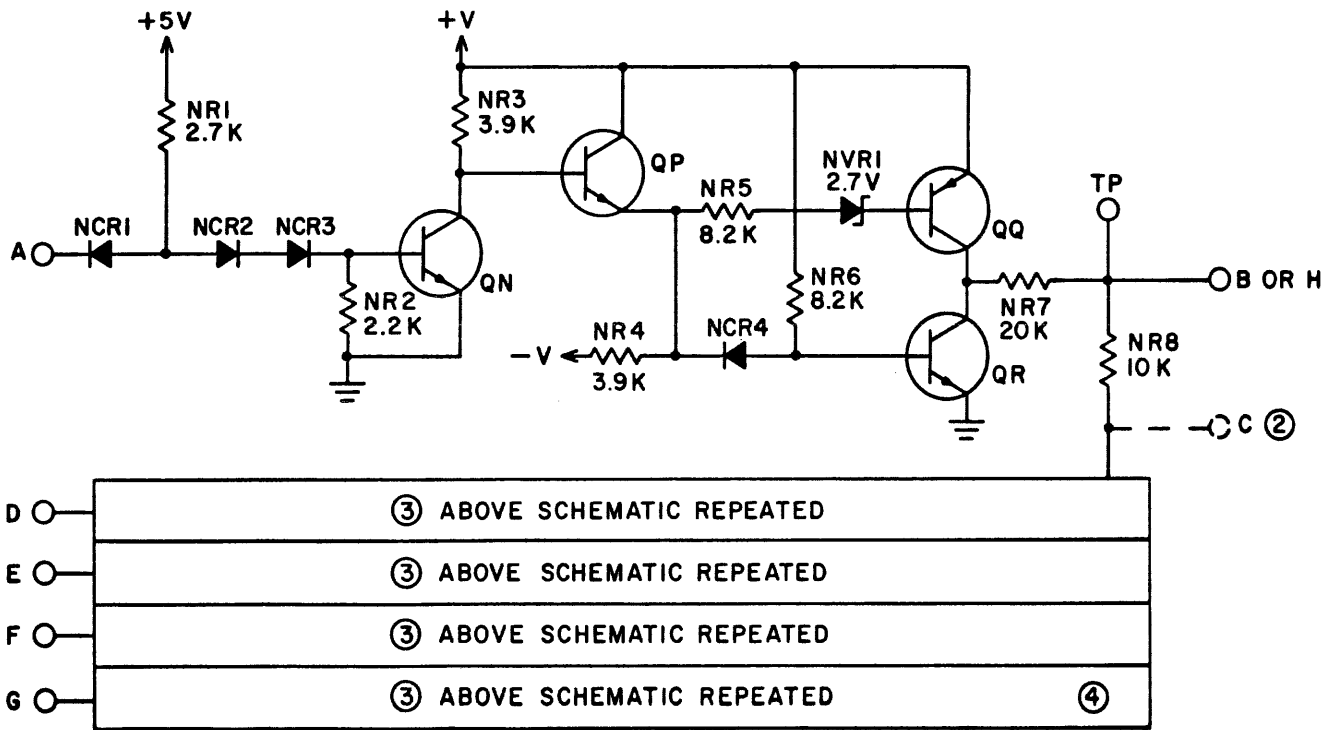 +5V
+V
NR1
2.7K
NR3
3.9K
QP
NVR1
2.7V
TP
NR5
8.2K
NCR1
NCR2
NCR3
A
QQ
QN
B OR H
NR2
2.2K
NR6
8.2K
NR7
20K
NR4
3.9K
NCR4
-V
QR
NR8
10K
C ②
D
③ ABOVE SCHEMATIC REPEATED
E
③ ABOVE SCHEMATIC REPEATED
F
③ ABOVE SCHEMATIC REPEATED
G
③ ABOVE SCHEMATIC REPEATED
④